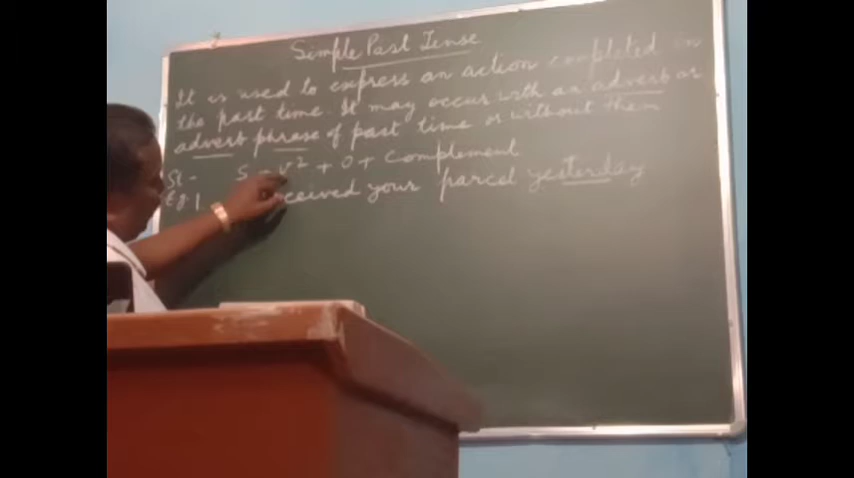 Simple Past Tense
It is used to express an action completed in
the past time. It may occur with an adverb or
adverb phrase of past time or without them
St - S + V2 + O + Complement
Eg. 1 received your parcel yesterday